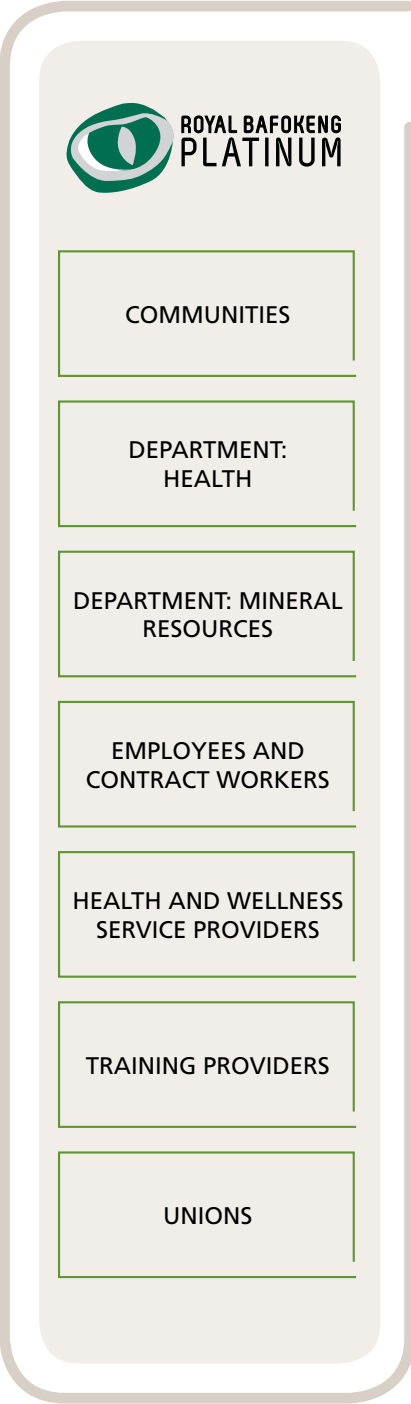 ROYAL BAFOKENG
PLATINUM
COMMUNITIES
DEPARTMENT:
HEALTH
DEPARTMENT: MINERAL
RESOURCES
EMPLOYEES AND
CONTRACT WORKERS
HEALTH AND WELLNESS
SERVICE PROVIDERS
TRAINING PROVIDERS
UNIONS